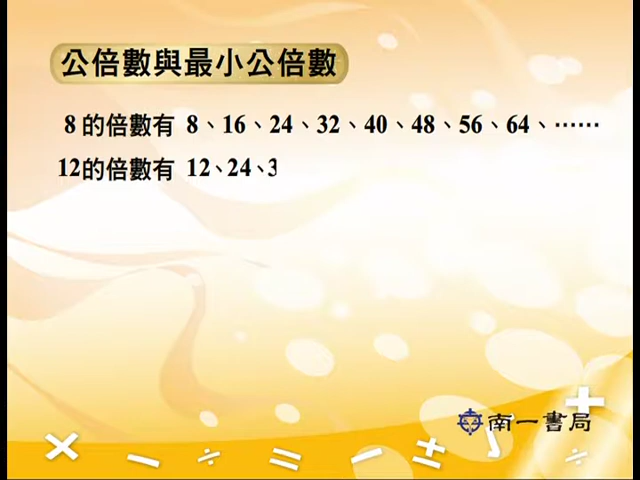 公倍數與最小公倍數
8 的倍數有 8、16、24、32、40、48、56、64、⋯⋯
12的倍數有 12、24、3
南一書局